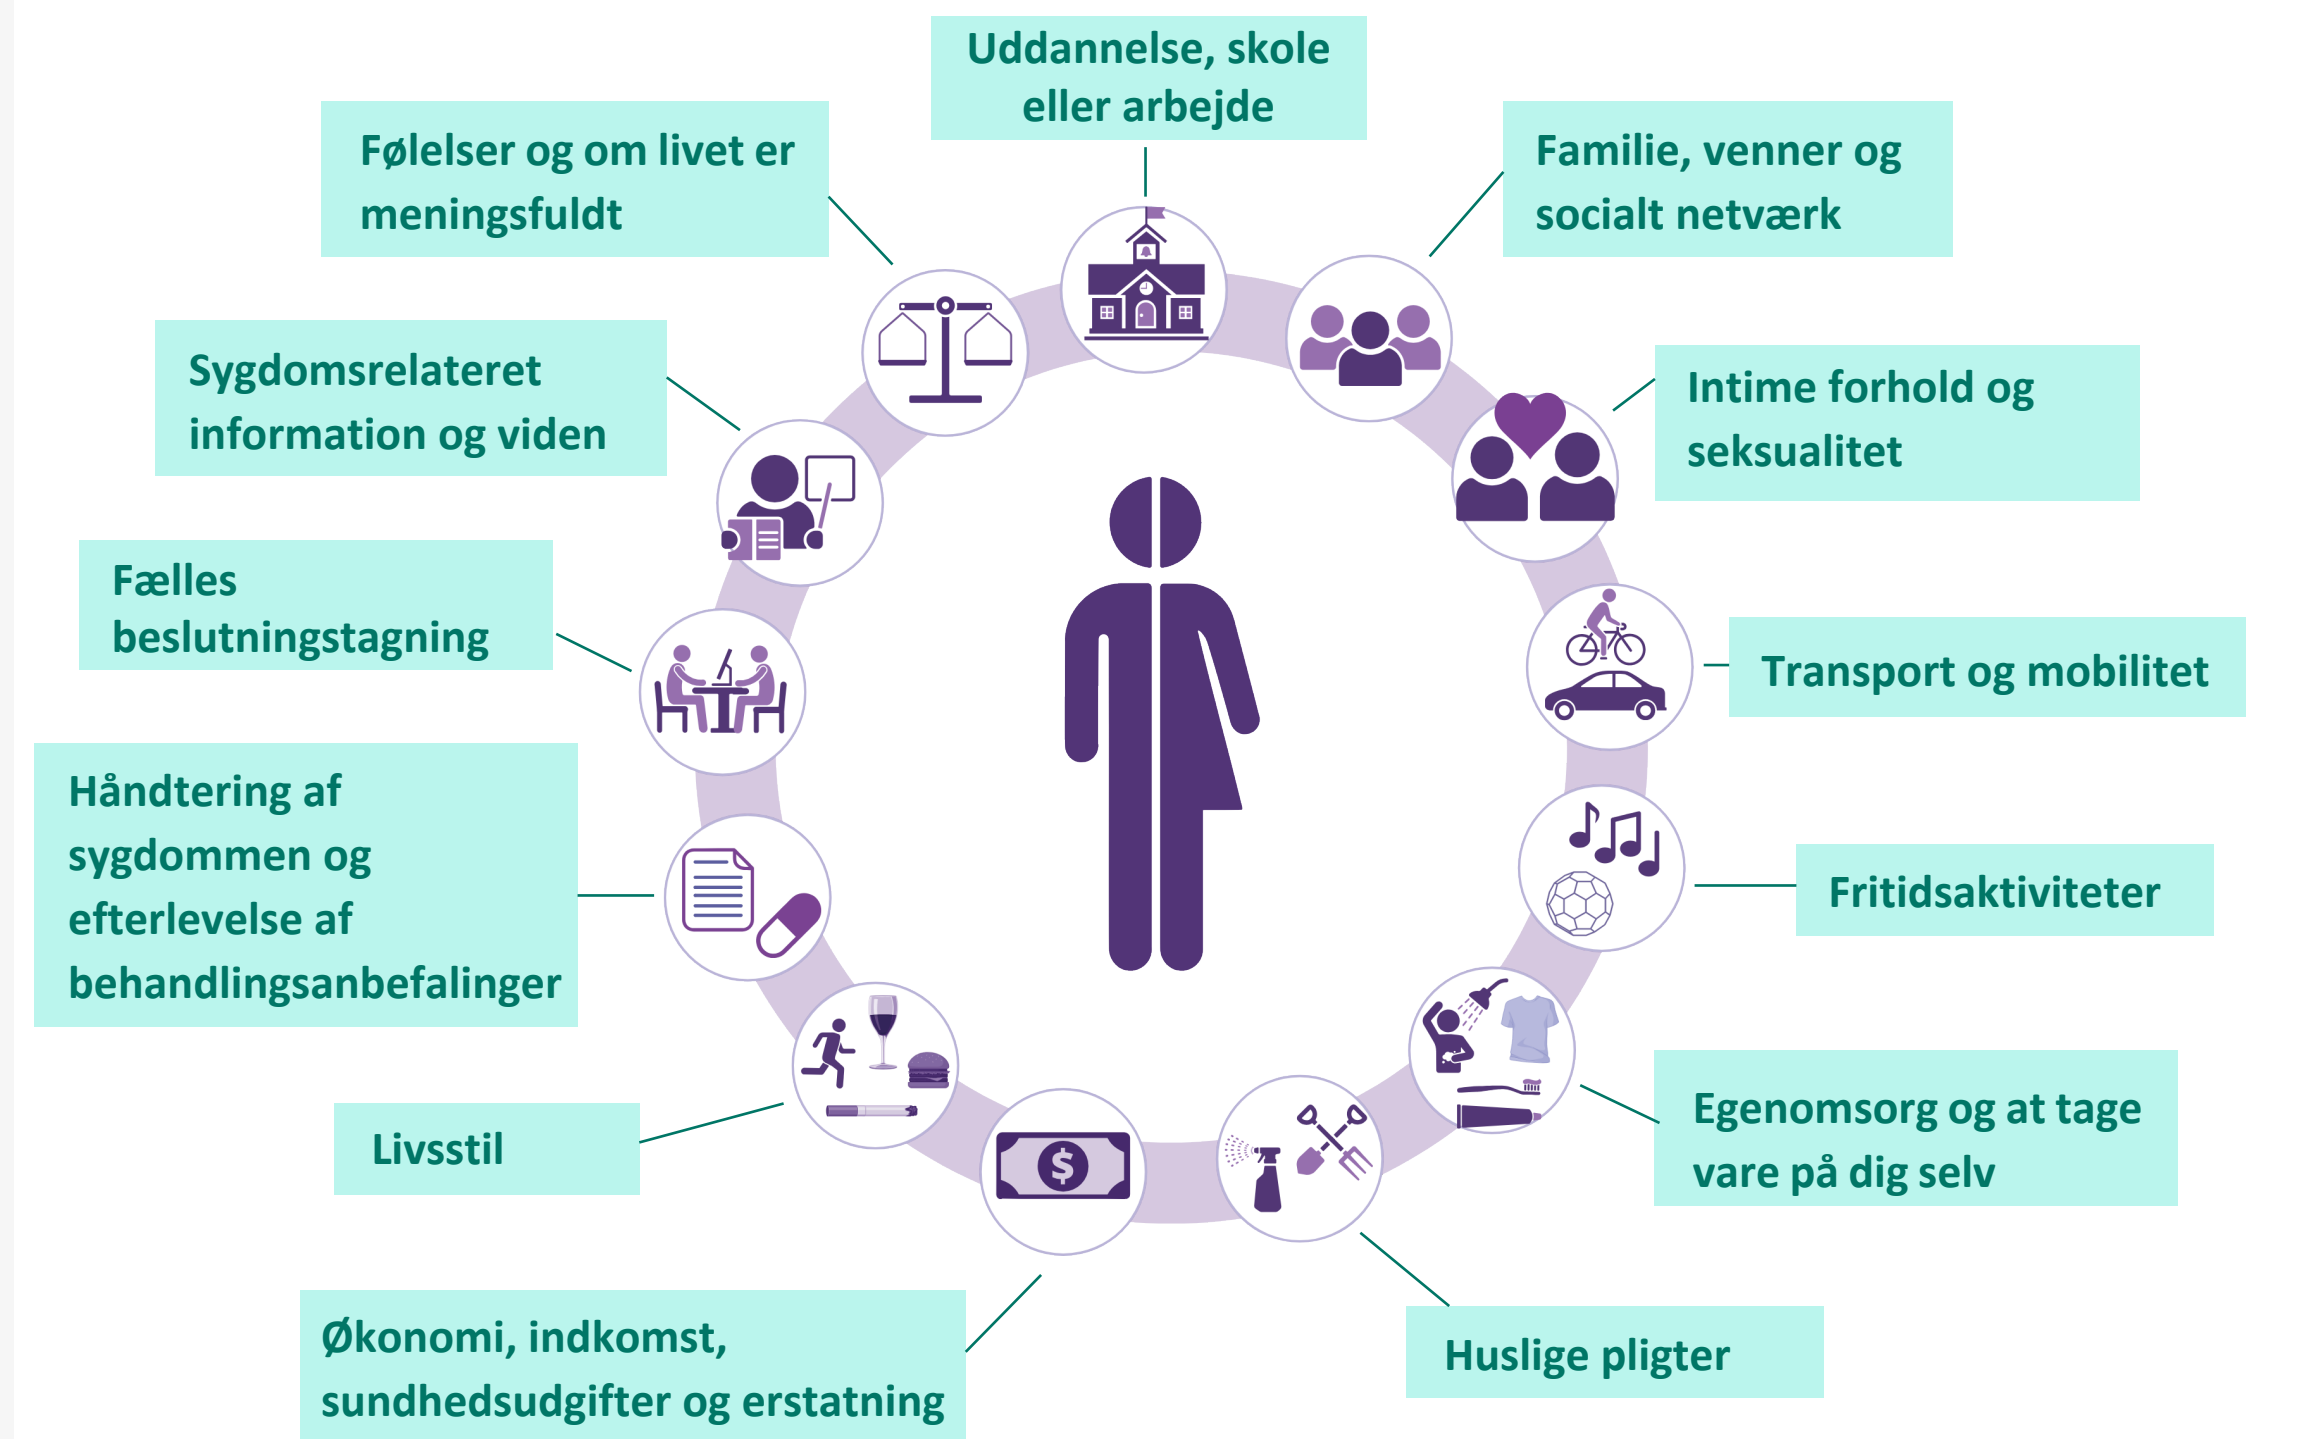 Uddannelse, skole
eller arbejde
Familie, venner og
socialt netværk
Intime forhold og
seksualitet
Transport og mobilitet
Fritidsaktiviteter
Egenomsorg og at tage
vare på dig selv
Huslige pligter
Økonomi, indkomst,
sundhedsudgifter og erstatning
$
Livsstil
Håndtering af
sygdommen og
efterlevelse af
behandlingsanbefalinger
Fælles
beslutningstagning
Sygdomsrelateret
information og viden
Følelser og om livet er
meningsfuldt